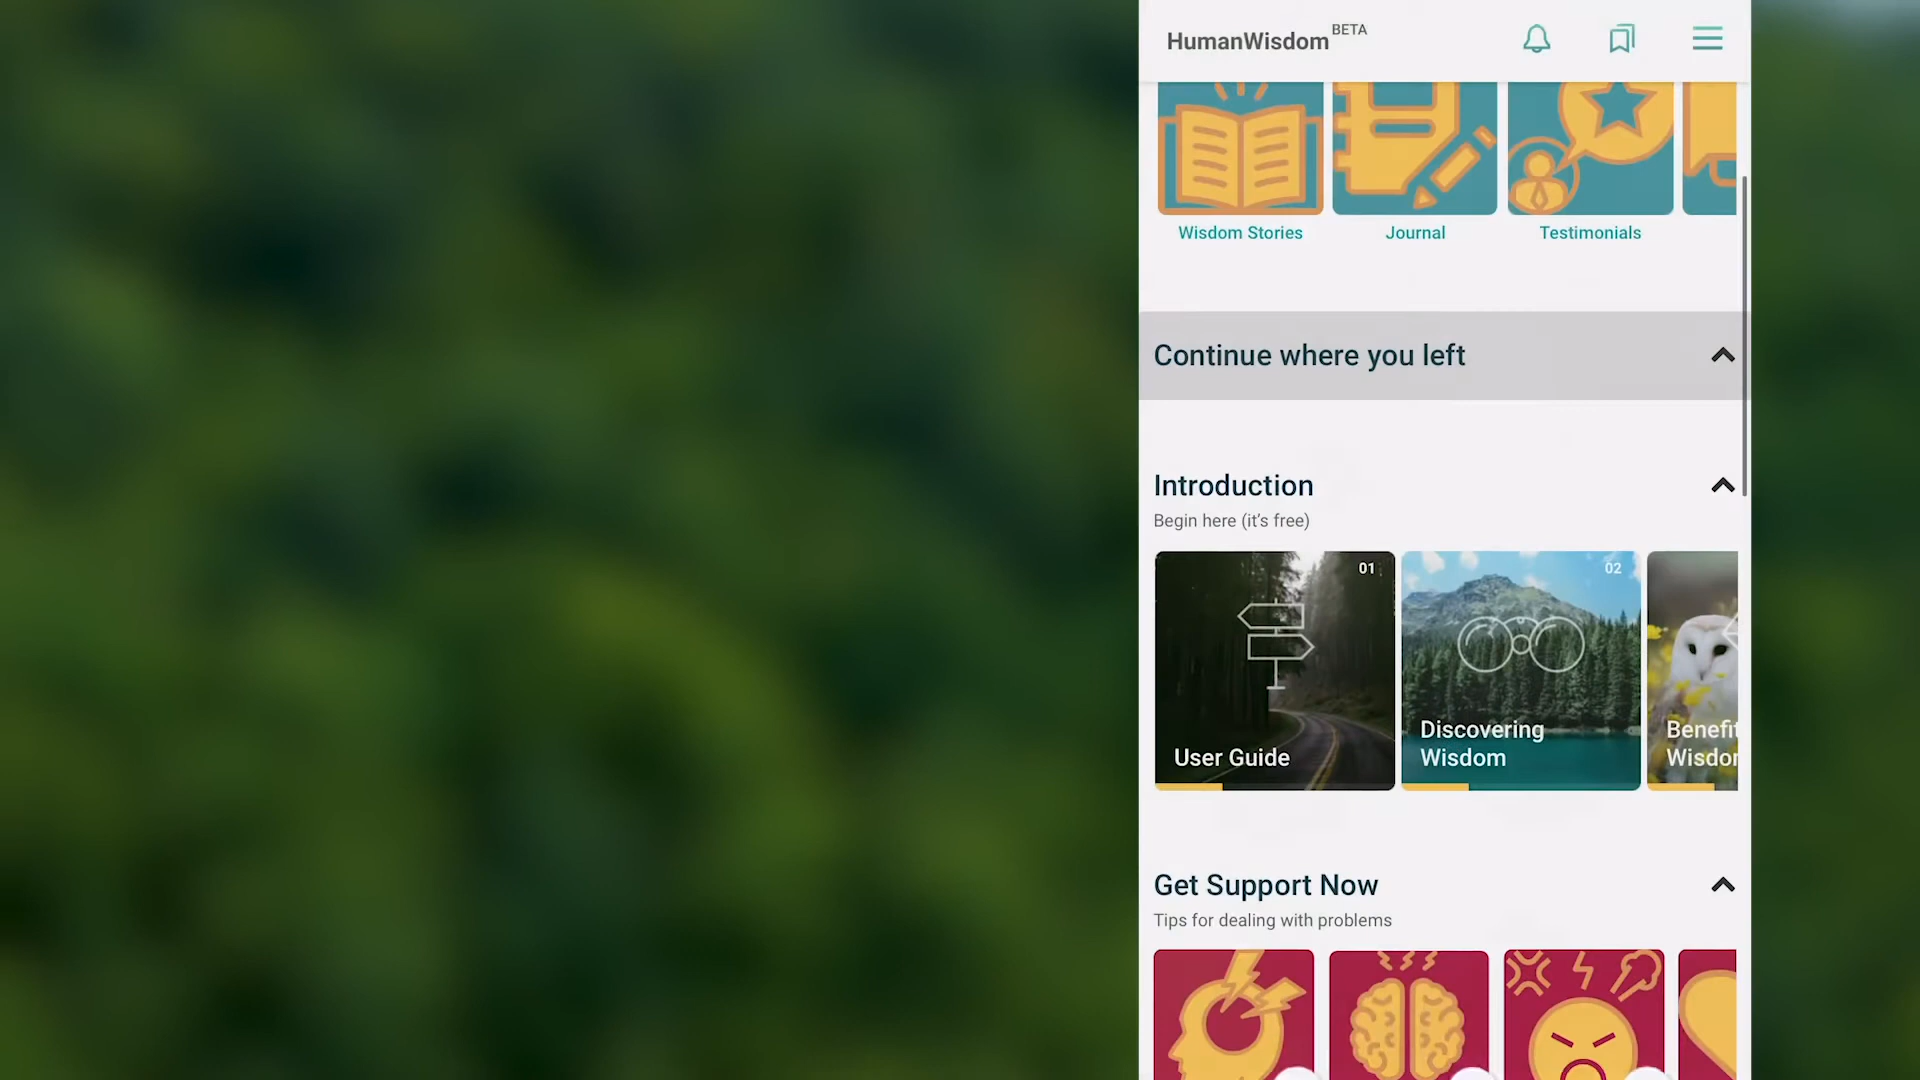 HumanWisdom BETA
Wisdom Stories
Journal
Testimonials
Continue where you left
Introduction
Begin here (it's free)
01
User Guide
02
Discovering
Wisdom
Get Support Now
Tips for dealing with problems